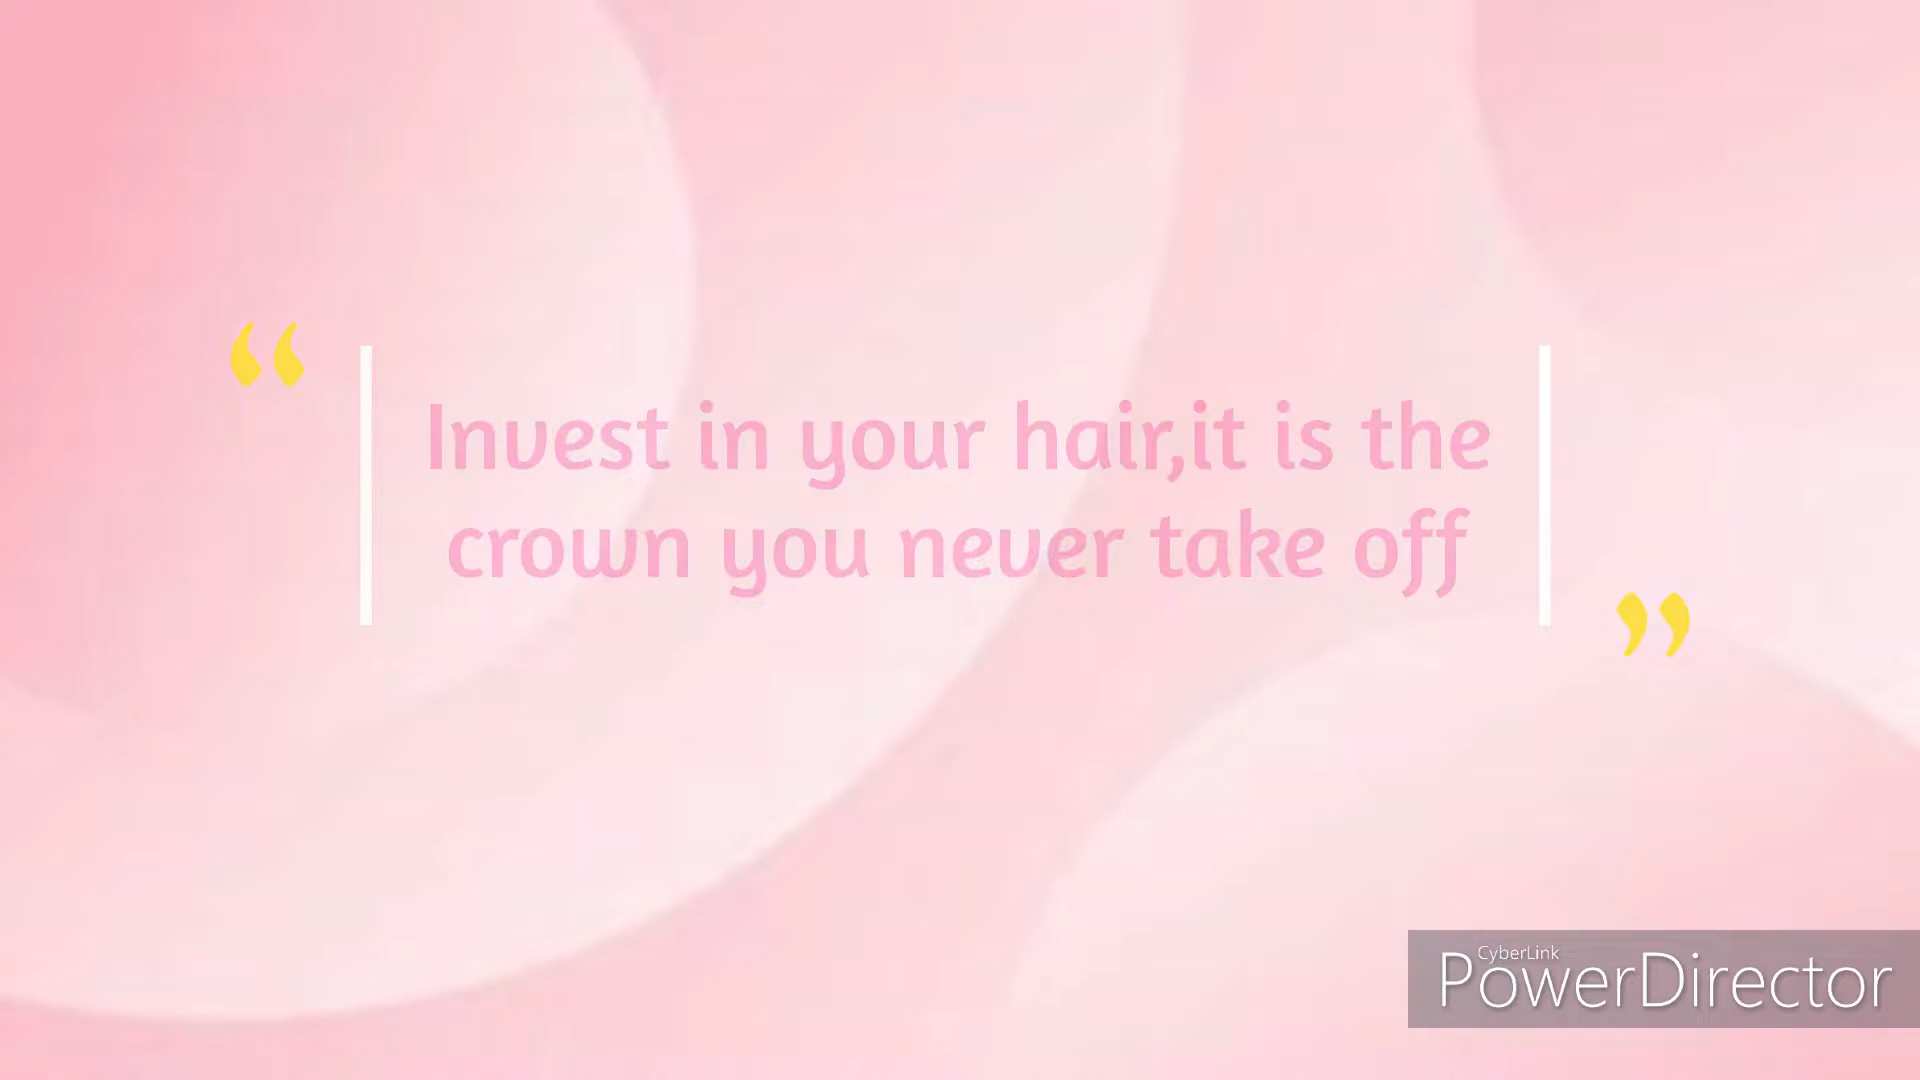 “
Invest in your hair,it is the
crown you never take off
”
CyberLink
PowerDirector